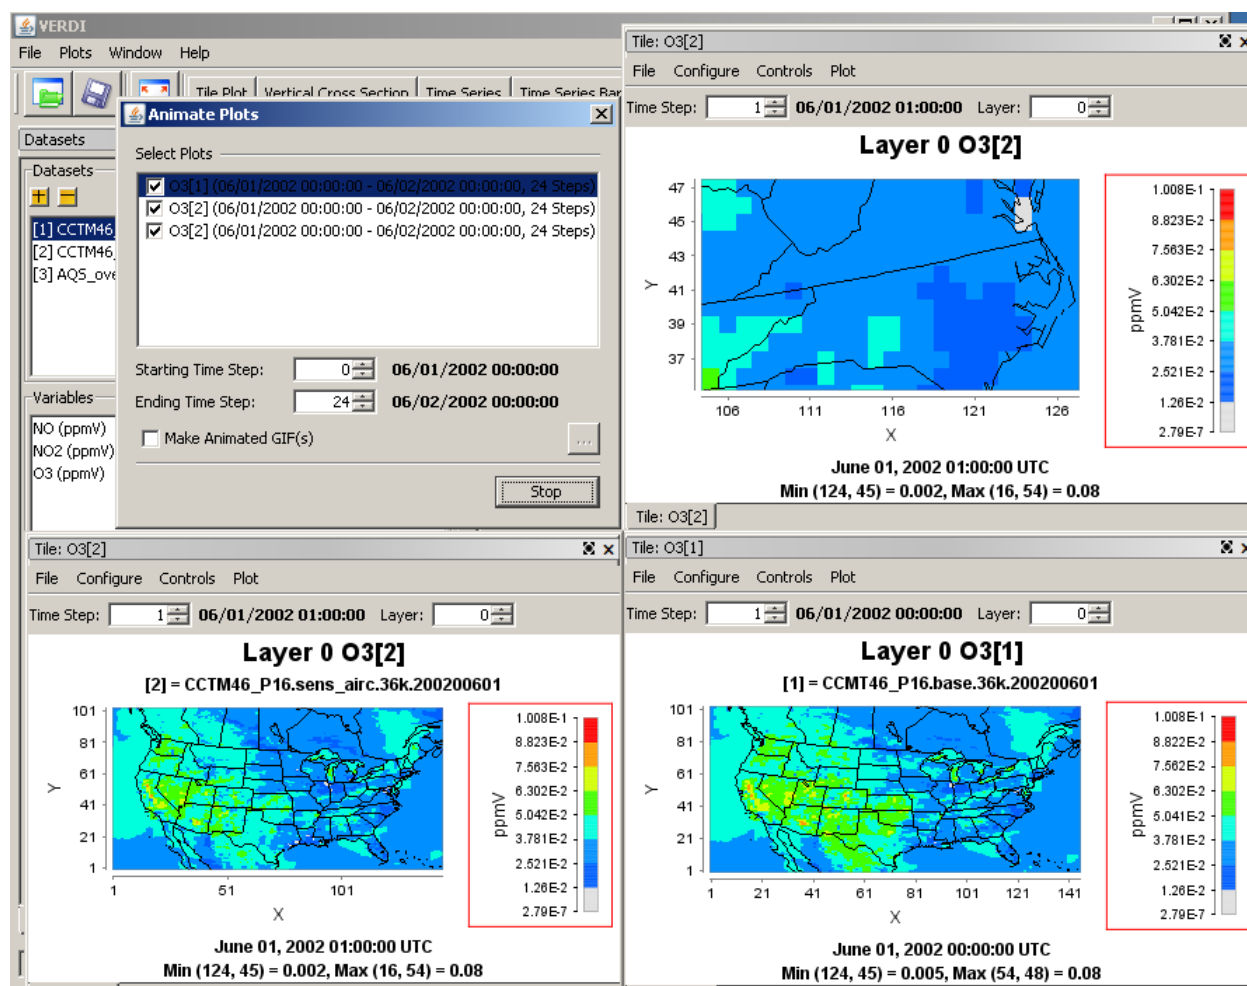 VERDI
File Plots Window Help
Tile Plot Vertical Cross Section Time Series Time Series Bar
Datasets
Datasets
[1] CCTM46
[2] CCTM46
[3] AQS_ove
Variables
NO (ppmV)
NO2 (ppmV)
O3 (ppmV)
Animate Plots
Select Plots
O3[1] (06/01/2002 00:00:00 - 06/02/2002 00:00:00, 24 Steps)
O3[2] (06/01/2002 00:00:00 - 06/02/2002 00:00:00, 24 Steps)
O3[2] (06/01/2002 00:00:00 - 06/02/2002 00:00:00, 24 Steps)
Starting Time Step: 0 06/01/2002 00:00:00
Ending Time Step: 24 06/02/2002 00:00:00
Make Animated GIF(s) ...
Stop
Tile: O3[2]
File Configure Controls Plot
Time Step: 1 06/01/2002 01:00:00 Layer: 0
Layer 0 O3[2]
47
45
43
41
39
37
Y
106 111 116 121 126
X
ppmV
1.008E-1
8.823E-2
7.563E-2
6.302E-2
5.042E-2
3.781E-2
2.521E-2
1.26E-2
2.79E-7
June 01, 2002 01:00:00 UTC
Min (124, 45) = 0.002, Max (16, 54) = 0.08
Tile: O3[2]
Tile: O3[2]
File Configure Controls Plot
Time Step: 1 06/01/2002 01:00:00 Layer: 0
Layer 0 O3[2]
[2] = CCTM46_P16.sens_airc.36k.200200601
101
81
61
41
21
1
Y
1 51 101
X
ppmV
1.008E-1
8.823E-2
7.563E-2
6.302E-2
5.042E-2
3.781E-2
2.521E-2
1.26E-2
2.79E-7
June 01, 2002 01:00:00 UTC
Min (124, 45) = 0.002, Max (16, 54) = 0.08
Tile: O3[1]
File Configure Controls Plot
Time Step: 1 06/01/2002 00:00:00 Layer: 0
Layer 0 O3[1]
[1] = CCMT46_P16.base.36k.200200601
101
81
61
41
21
1
Y
1 21 41 61 81 101 121 141
X
ppmV
1.008E-1
8.822E-2
7.563E-2
6.302E-2
5.041E-2
3.781E-2
2.521E-2
1.26E-2
2.79E-7
June 01, 2002 00:00:00 UTC
Min (124, 45) = 0.005, Max (54, 48) = 0.08